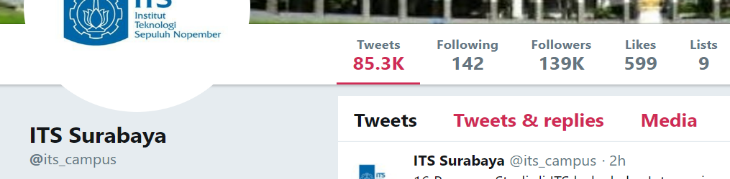 ITS
Institut
Teknologi
Sepuluh Nopember
Tweets Following Followers Likes Lists
85.3K 142 139K 599 9
ITS Surabaya
@its_campus
Tweets Tweets & replies Media
ITS Surabaya @its_campus · 2h